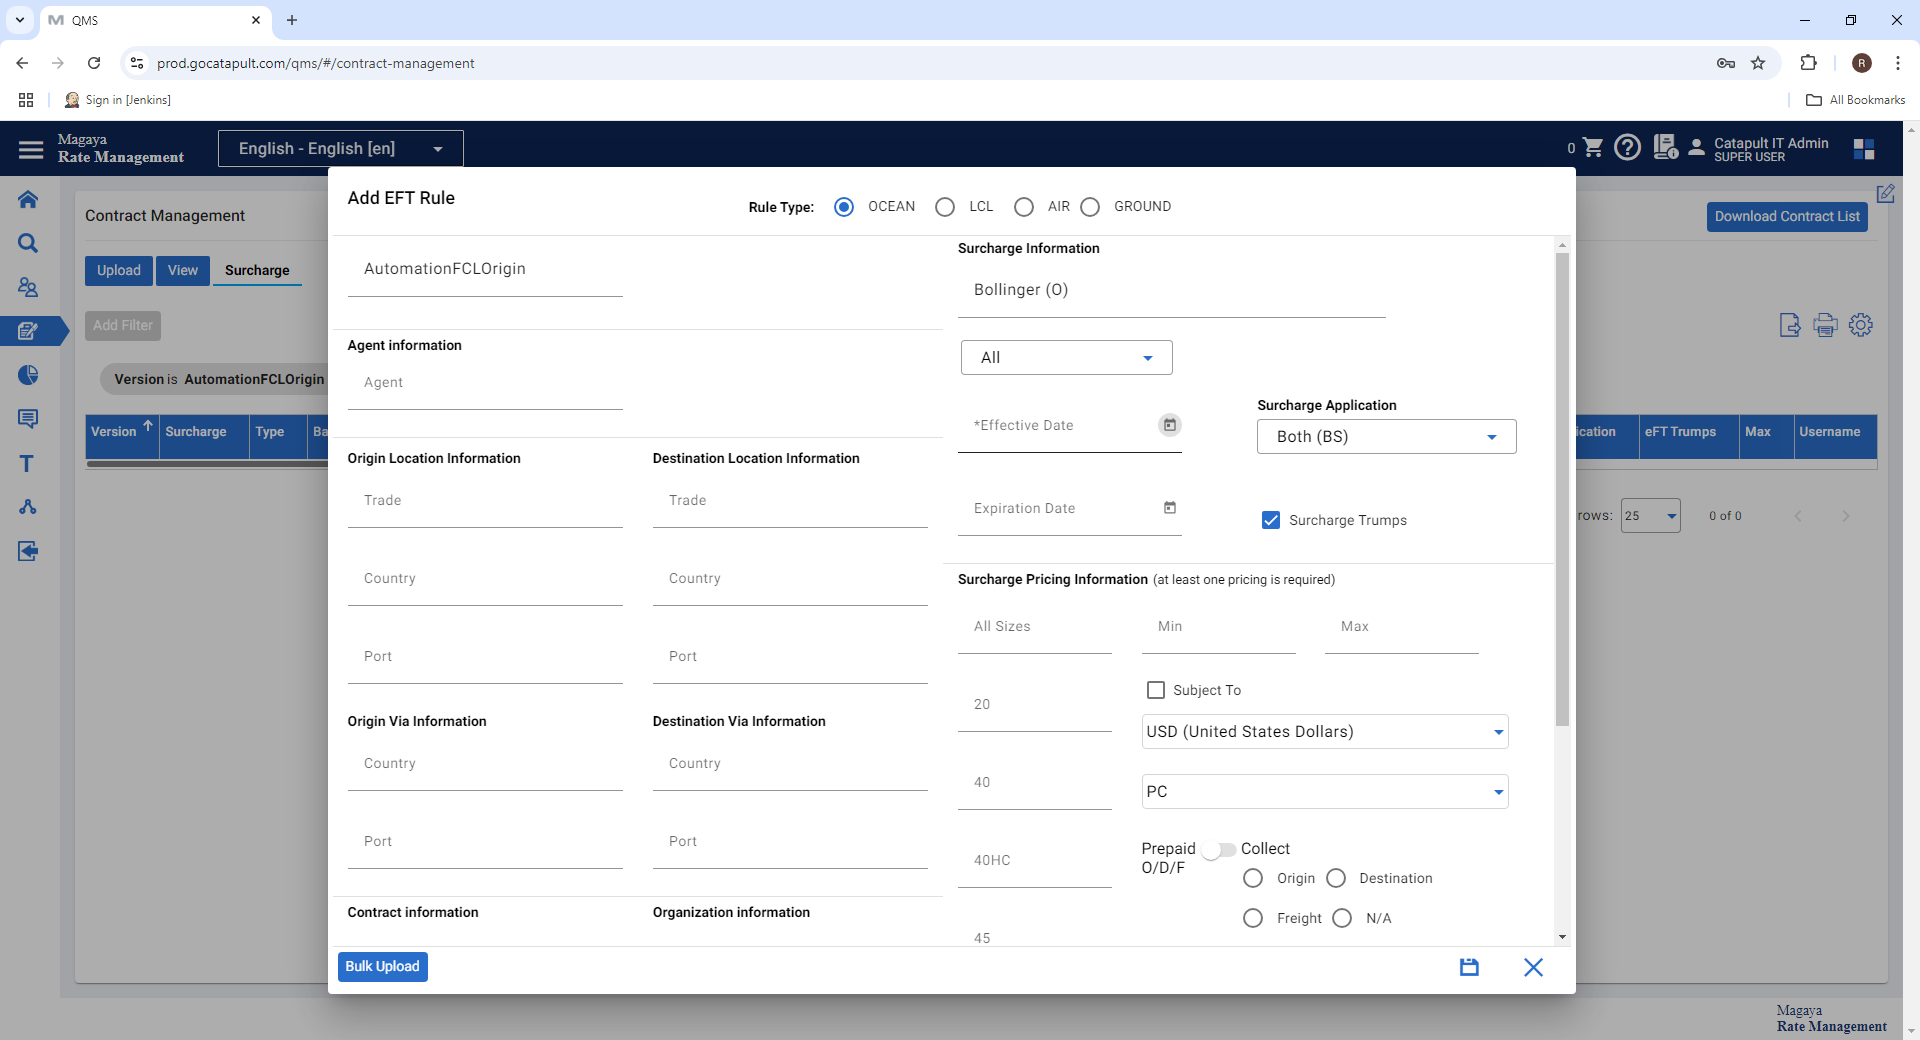 QMS
prod.gocatapult.com/qms/#/contract-management
R
Sign in [Jenkins]
All Bookmarks
Magaya
Rate Management
English - English [en]
0
Catapult IT Admin
SUPER USER
Contract Management
Download Contract List
Upload
View
Surcharge
Add Filter
Version is AutomationFCLOrigin
Version
Surcharge
Type
Ba
ication
eFT Trumps
Max
Username
rows:
25
0 of 0
Add EFT Rule
Rule Type:
OCEAN
LCL
AIR
GROUND
AutomationFCLOrigin
Agent information
Agent
Origin Location Information
Destination Location Information
Trade
Trade
Country
Country
Port
Port
Origin Via Information
Destination Via Information
Country
Country
Port
Port
Contract information
Organization information
Surcharge Information
Bollinger (O)
All
*Effective Date
Surcharge Application
Both (BS)
Expiration Date
Surcharge Trumps
Surcharge Pricing Information (at least one pricing is required)
All Sizes
Min
Max
20
Subject To
USD (United States Dollars)
40
PC
40HC
Prepaid
Collect
O/D/F
Origin
Destination
Freight
N/A
45
Bulk Upload
Magaya
Rate Management